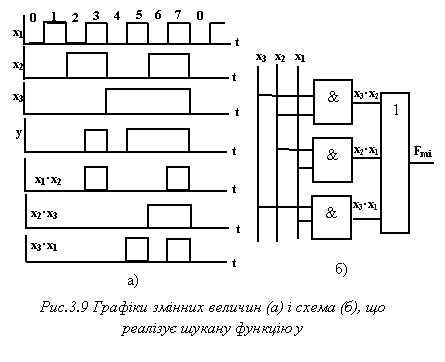 0 1 2 3 4 5 6 7 0
x₁ t
x₂ t
x₃ t
y t
x₁·x₂ t
x₂·x₃ t
x₃·x₁ t
а)
x₃ x₂ x₁
& x₃·x₂
1
& x₂·x₁ Fmi
& x₃·x₁
б)
Рис.3.9 Графіки змінних величин (а) і схема (б), що
реалізує шукану функцію у